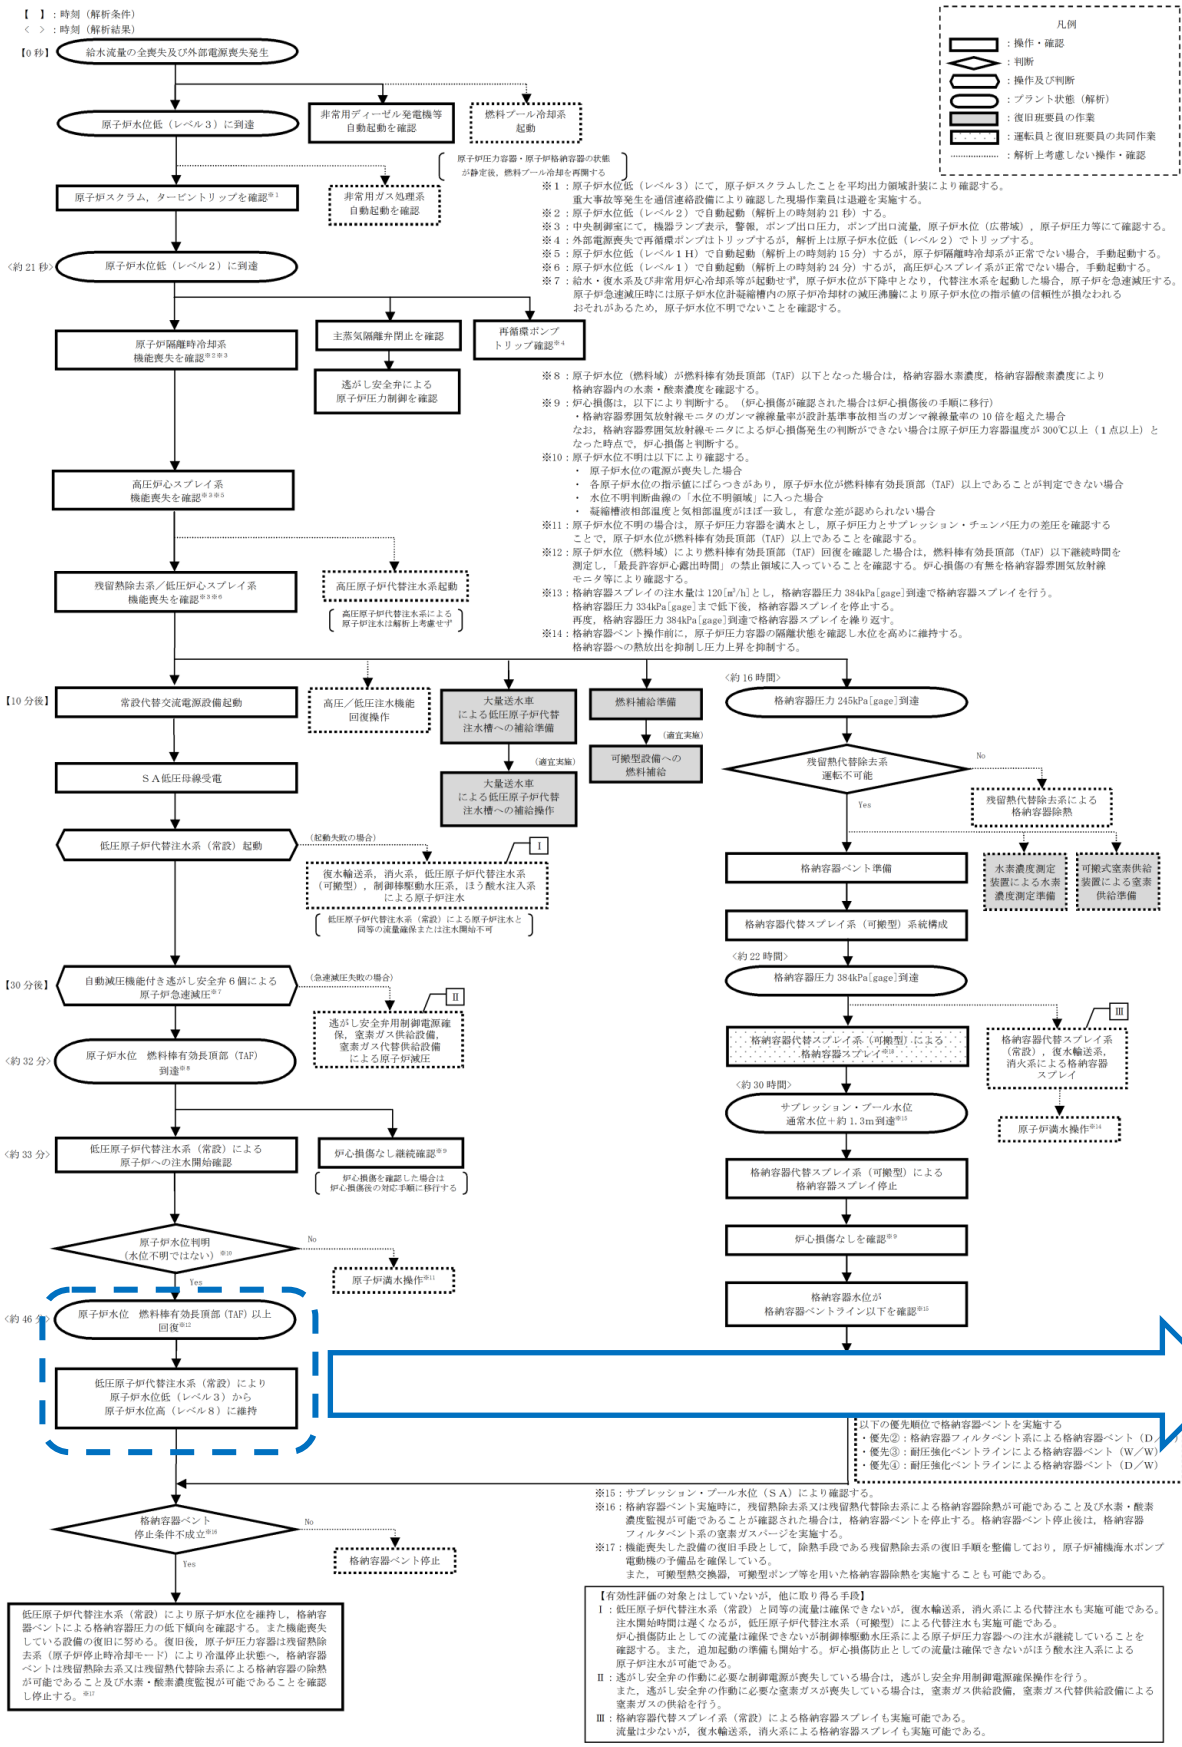 【　】：時刻（解析条件）
＜　＞：時刻（解析結果）
【0秒】
給水流量の全喪失及び外部電源喪失発生
原子炉水位低（レベル３）に到達
非常用ディーゼル発電機等
自動起動を確認
燃料プール冷却系
起動
原子炉圧力容器・原子炉格納容器の状態
が静定後，燃料プール冷却を再開する
原子炉スクラム，タービントリップを確認※1
非常用ガス処理系
自動起動を確認
<約21秒>
原子炉水位低（レベル２）に到達
原子炉隔離時冷却系
機能喪失を確認※2※3
主蒸気隔離弁閉止を確認
再循環ポンプ
トリップ確認※4
逃がし安全弁による
原子炉圧力制御を確認
高圧炉心スプレイ系
機能喪失を確認※3※5
残留熱除去系／低圧炉心スプレイ系
機能喪失を確認※3※6
高圧原子炉代替注水系起動
高圧原子炉代替注水系による
原子炉注水は解析上考慮せず
凡例
：操作・確認
：判断
：操作及び判断
：プラント状態（解析）
：復旧班要員の作業
：運転員と復旧班要員の共同作業
：解析上考慮しない操作・確認
※1：原子炉水位低（レベル３）にて，原子炉スクラムしたことを平均出力領域計装により確認する。
重大事故等発生を通信連絡設備により確認した現場作業員は退避を実施する。
※2：原子炉水位低（レベル２）で自動起動（解析上の時刻約21秒）する。
※3：中央制御室にて，機器ランプ表示，警報，ポンプ出口圧力，ポンプ出口流量，原子炉水位（広帯域），原子炉圧力等にて確認する。
※4：外部電源喪失で再循環ポンプはトリップするが，解析上は原子炉水位低（レベル２）でトリップする。
※5：原子炉水位低（レベル１Ｈ）で自動起動（解析上の時刻約15分）するが，原子炉隔離時冷却系が正常でない場合，手動起動する。
※6：原子炉水位低（レベル１）で自動起動（解析上の時刻約24分）するが，高圧炉心スプレイ系が正常でない場合，手動起動する。
※7：給水・復水系及び非常用炉心冷却系等が起動せず，原子炉水位が下降中となり，代替注水系を起動した場合，原子炉を急速減圧する。
原子炉急速減圧時には原子炉水位計凝縮槽内の原子炉冷却材の減圧沸騰により原子炉水位の指示値の信頼性が損なわれる
おそれがあるため，原子炉水位不明でないことを確認する。
※8：原子炉水位（燃料域）が燃料棒有効長頂部（TAF）以下となった場合は，格納容器水素濃度，格納容器酸素濃度により
格納容器内の水素・酸素濃度を確認する。
※9：炉心損傷は，以下により判断する。（炉心損傷が確認された場合は炉心損傷後の手順に移行）
・格納容器雰囲気放射線モニタのガンマ線線量率が設計基準事故相当のガンマ線線量率の10倍を超えた場合
なお，格納容器雰囲気放射線モニタによる炉心損傷発生の判断ができない場合は原子炉圧力容器温度が300℃以上（１点以上）と
なった時点で，炉心損傷と判断する。
※10：原子炉水位不明は以下により確認する。
・　原子炉水位の電源が喪失した場合
・　各原子炉水位の指示値にばらつきがあり，原子炉水位が燃料棒有効長頂部（TAF）以上であることが判定できない場合
・　水位不明判断曲線の「水位不明領域」に入った場合
・　凝縮槽液相部温度と気相部温度がほぼ一致し，有意な差が認められない場合
※11：原子炉水位不明の場合は，原子炉圧力容器を満水とし，原子炉圧力とサプレッション・チェンバ圧力の差圧を確認する
ことで，原子炉水位が燃料棒有効長頂部（TAF）以上であることを確認する。
※12：原子炉水位（燃料域）により燃料棒有効長頂部（TAF）回復を確認した場合は，燃料棒有効長頂部（TAF）以下継続時間を
測定し，「最長許容炉心露出時間」の禁止領域に入っていることを確認する。炉心損傷の有無を格納容器雰囲気放射線
モニタ等により確認する。
※13：格納容器スプレイの注水量は120[m³/h]とし，格納容器圧力384kPa[gage]到達で格納容器スプレイを行う。
格納容器圧力334kPa[gage]まで低下後，格納容器スプレイを停止する。
再度，格納容器圧力384kPa[gage]到達で格納容器スプレイを繰り返す。
※14：格納容器ベント操作前に，原子炉圧力容器の隔離状態を確認し水位を高めに維持する。
格納容器への熱放出を抑制し圧力上昇を抑制する。
【10分後】
常設代替交流電源設備起動
高圧／低圧注水機能
回復操作
大量送水車
による低圧原子炉代替
注水槽への補給準備
燃料補給準備
（適宜実施）
（適宜実施）
可搬型設備への
燃料補給
大量送水車
による低圧原子炉代替
注水槽への補給操作
ＳＡ低圧母線受電
低圧原子炉代替注水系（常設）起動
（起動失敗の場合）
Ⅰ
復水輸送系，消火系，低圧原子炉代替注水系
（可搬型），制御棒駆動水圧系，ほう酸水注入系
による原子炉注水
低圧原子炉代替注水系（常設）による原子炉注水と
同等の流量確保または注水開始不可
【30分後】
自動減圧機能付き逃がし安全弁６個による
原子炉急速減圧※7
（急速減圧失敗の場合）
Ⅱ
逃がし安全弁用制御電源確
保，窒素ガス供給設備，
窒素ガス代替供給設備
による原子炉減圧
<約32分>
原子炉水位　燃料棒有効長頂部（TAF）
到達※8
<約33分>
低圧原子炉代替注水系（常設）による
原子炉への注水開始確認
炉心損傷なし継続確認※9
炉心損傷を確認した場合は
炉心損傷後の対応手順に移行する
原子炉水位判明
（水位不明ではない）※10
No
原子炉満水操作※11
Yes
<約46分>
原子炉水位　燃料棒有効長頂部（TAF）以上
回復※12
低圧原子炉代替注水系（常設）により
原子炉水位低（レベル３）から
原子炉水位高（レベル８）に維持
<約16時間>
格納容器圧力245kPa[gage]到達
残留熱代替除去系
運転不可能
No
残留熱代替除去系による
格納容器除熱
Yes
格納容器ベント準備
水素濃度測定
装置による水素
濃度測定準備
可搬式窒素供給
装置による窒素
供給準備
格納容器代替スプレイ系（可搬型）系統構成
<約22時間>
格納容器圧力384kPa[gage]到達
Ⅲ
格納容器代替スプレイ系（可搬型）による
格納容器スプレイ※13
格納容器代替スプレイ系
（常設），復水輸送系，
消火系による格納容器
スプレイ
<約30時間>
サプレッション・プール水位
通常水位＋約1.3m到達※15
原子炉満水操作※14
格納容器代替スプレイ系（可搬型）による
格納容器スプレイ停止
炉心損傷なしを確認※9
格納容器水位が
格納容器ベントライン以下を確認※15
以下の優先順位で格納容器ベントを実施する
・優先②：格納容器フィルタベント系による格納容器ベント（Ｄ／
・優先③：耐圧強化ベントラインによる格納容器ベント（Ｗ／Ｗ）
・優先④：耐圧強化ベントラインによる格納容器ベント（Ｄ／Ｗ）
格納容器ベント
停止条件不成立※16
No
格納容器ベント停止
Yes
低圧原子炉代替注水系（常設）により原子炉水位を維持し，格納容
器ベントによる格納容器圧力の低下傾向を確認する。また機能喪失
している設備の復旧に努める。復旧後，原子炉圧力容器は残留熱除
去系（原子炉停止時冷却モード）により冷温停止状態へ，格納容器
ベントは残留熱除去系又は残留熱代替除去系による格納容器の除熱
が可能であること及び水素・酸素濃度監視が可能であることを確認
し停止する。※17
※15：サプレッション・プール水位（ＳＡ）により確認する。
※16：格納容器ベント実施時に，残留熱除去系又は残留熱代替除去系による格納容器除熱が可能であること及び水素・酸素
濃度監視が可能であることが確認された場合は，格納容器ベントを停止する。格納容器ベント停止後は，格納容器
フィルタベント系の窒素ガスパージを実施する。
※17：機能喪失した設備の復旧手段として，除熱手段である残留熱除去系の復旧手順を整備しており，原子炉補機海水ポンプ
電動機の予備品を確保している。
また，可搬型熱交換器，可搬型ポンプ等を用いた格納容器除熱を実施することも可能である。
【有効性評価の対象とはしていないが，他に取り得る手段】
Ⅰ：低圧原子炉代替注水系（常設）と同等の流量は確保できないが，復水輸送系，消火系による代替注水も実施可能である。
注水開始時間は遅くなるが，低圧原子炉代替注水系（可搬型）による代替注水も実施可能である。
炉心損傷防止としての流量は確保できないが制御棒駆動水圧系による原子炉圧力容器への注水が継続していることを
確認する。また，追加起動の準備も開始する。炉心損傷防止としての流量は確保できないがほう酸水注入系による
原子炉注水が可能である。
Ⅱ：逃がし安全弁の作動に必要な制御電源が喪失している場合は，逃がし安全弁用制御電源確保操作を行う。
また，逃がし安全弁の作動に必要な窒素ガスが喪失している場合は，窒素ガス供給設備，窒素ガス代替供給設備による
窒素ガスの供給を行う。
Ⅲ：格納容器代替スプレイ系（常設）による格納容器スプレイも実施可能である。
流量は少ないが，復水輸送系，消火系による格納容器スプレイも実施可能である。